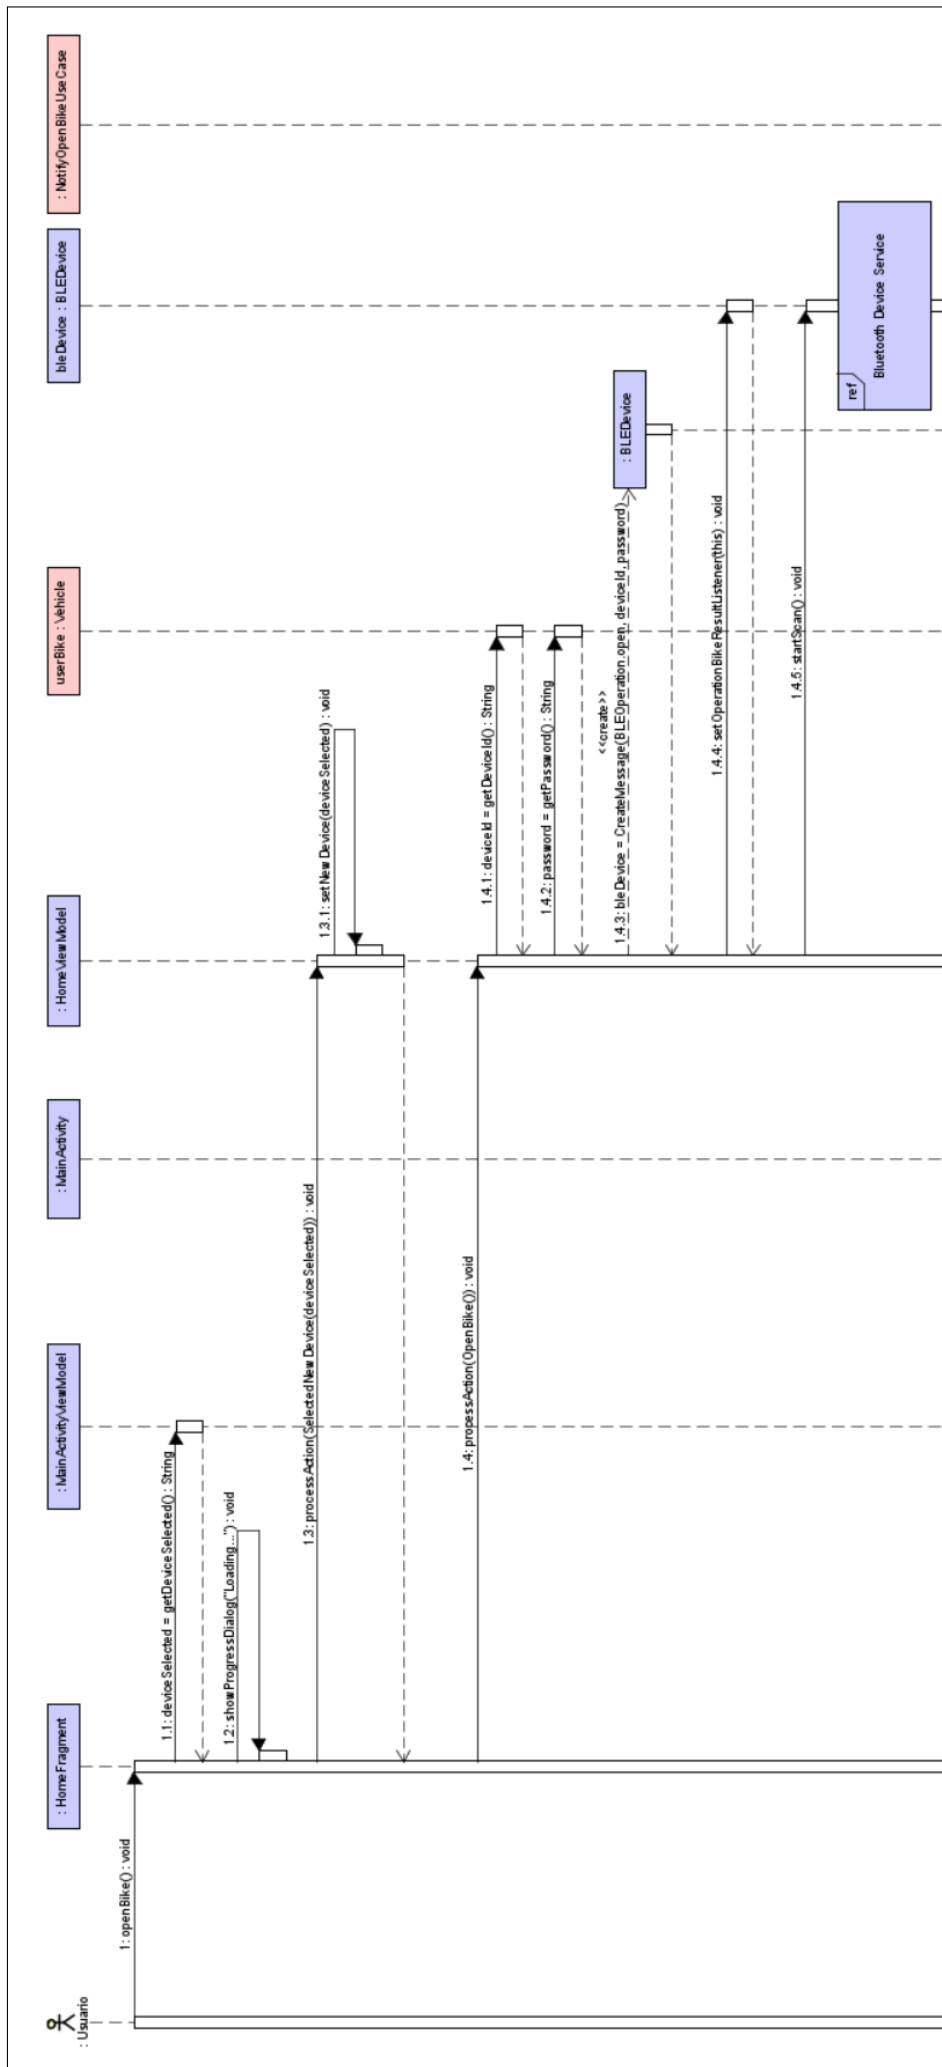 : Usuario
: HomeFragment
: MainActivityViewModel
: MainActivity
: HomeViewModel
userBike : Vehicle
bleDevice : BLEDevice
: NotifyOpenBikeUseCase
1: openBike() : void
1.1: deviceSelected = getDeviceSelected() : String
1.2: showProgressDialog("Loading...") : void
1.3: processAction(SelectedNewDevice(deviceSelected)) : void
1.3.1: setNewDevice(deviceSelected) : void
1.4: processAction(OpenBike()) : void
1.4.1: deviceId = getDeviceId() : String
1.4.2: password = getPassword() : String
<<create>>
1.4.3: bleDevice = CreateMessage(BLEOperation.open, deviceId, password)
: BLEDevice
1.4.4: setOperationBikeResultListener(this) : void
1.4.5: startScan() : void
ref
Bluetooth Device Service